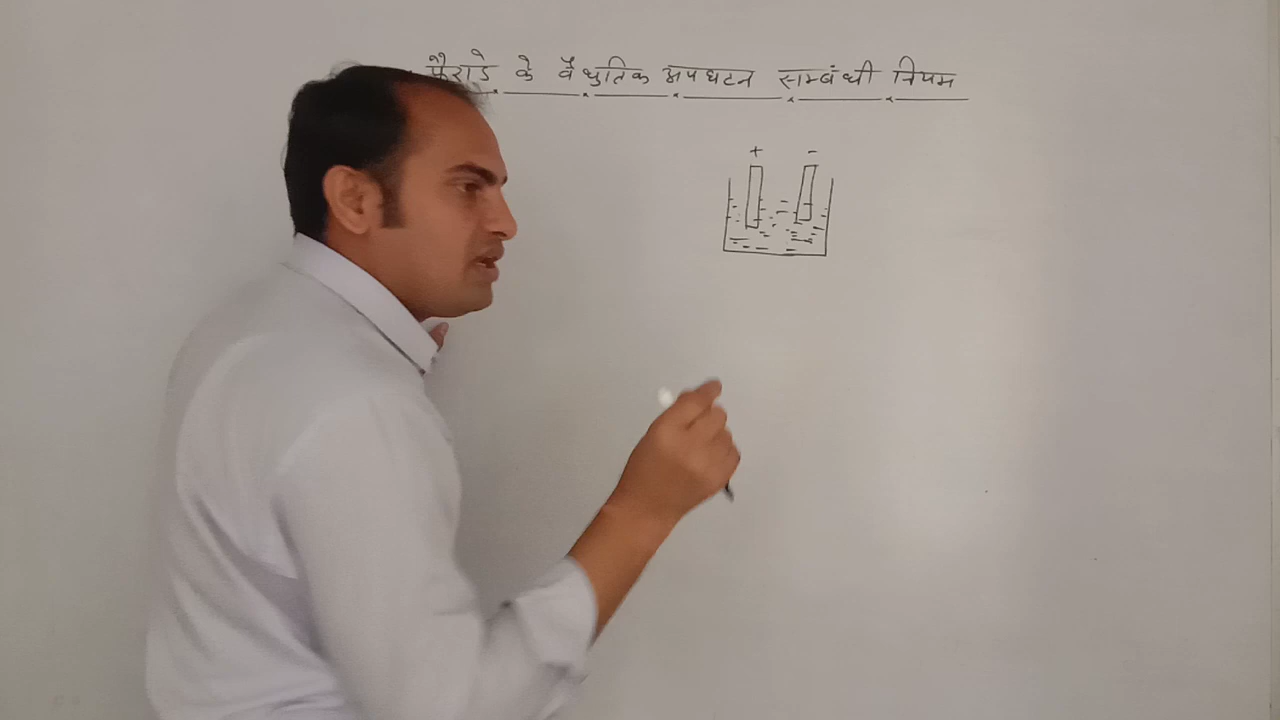 फैराडे के वैधुतिक अपघटन सम्बंधी नियम
+ -